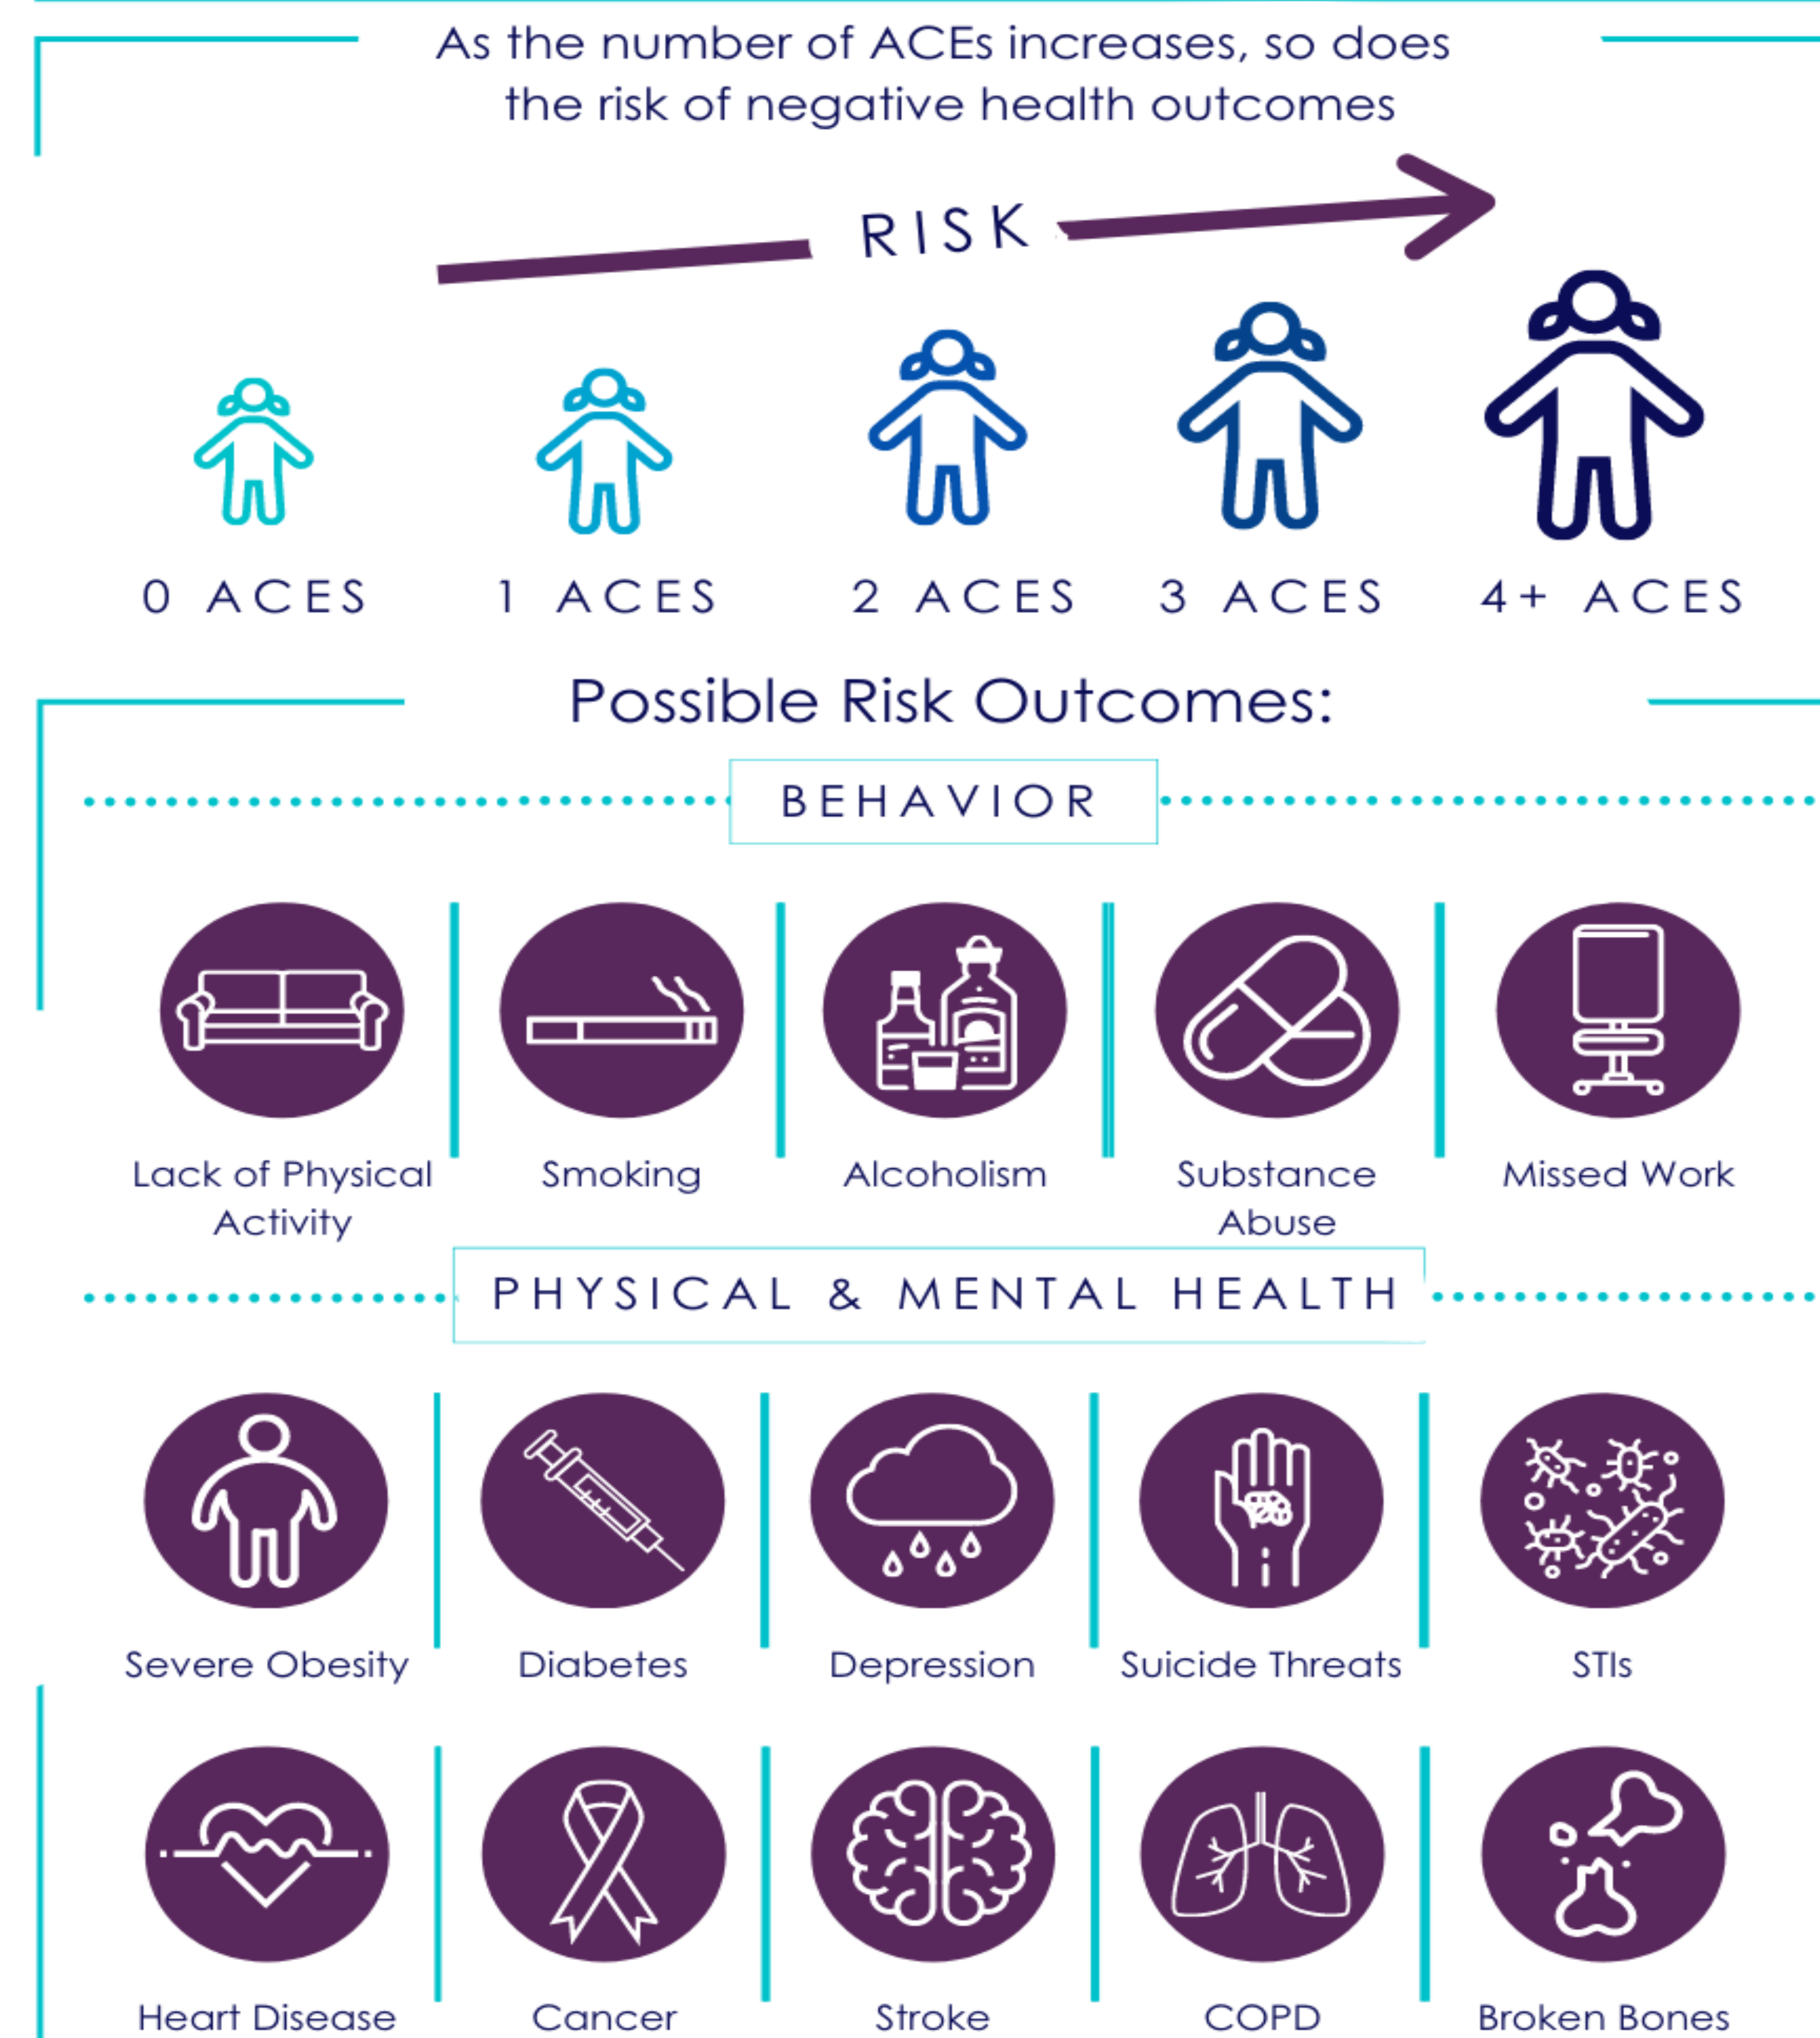 As the number of ACEs increases, so does
the risk of negative health outcomes
RISK
0 ACES
1 ACES
2 ACES
3 ACES
4+ ACES
Possible Risk Outcomes:
BEHAVIOR
Lack of Physical
Activity
Smoking
Alcoholism
Substance
Abuse
Missed Work
PHYSICAL & MENTAL HEALTH
Severe Obesity
Diabetes
Depression
Suicide Threats
STIs
Heart Disease
Cancer
Stroke
COPD
Broken Bones